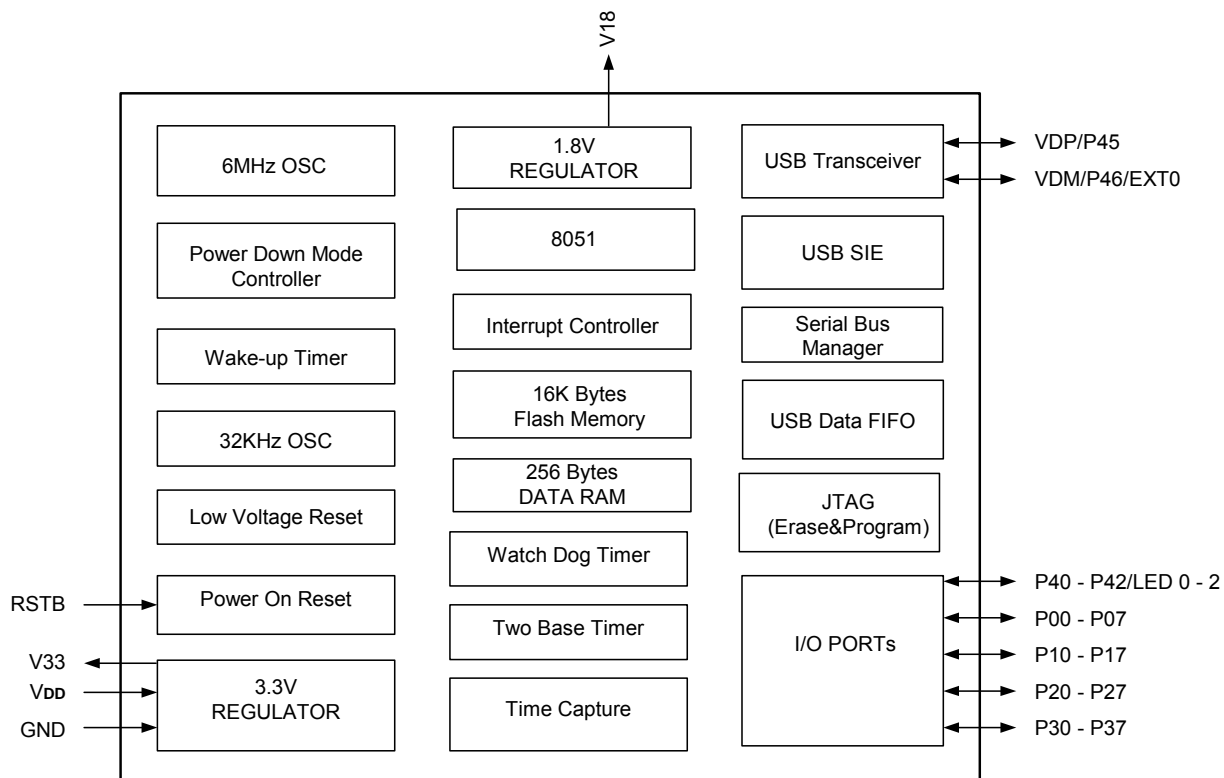 V18
6MHz OSC
Power Down Mode
Controller
Wake-up Timer
32KHz OSC
Low Voltage Reset
Power On Reset
3.3V
REGULATOR
RSTB
V33
VDD
GND
1.8V
REGULATOR
8051
Interrupt Controller
16K Bytes
Flash Memory
256 Bytes
DATA RAM
Watch Dog Timer
Two Base Timer
Time Capture
USB Transceiver
USB SIE
Serial Bus
Manager
USB Data FIFO
JTAG
(Erase&Program)
I/O PORTs
VDP/P45
VDM/P46/EXT0
P40 - P42/LED 0 - 2
P00 - P07
P10 - P17
P20 - P27
P30 - P37